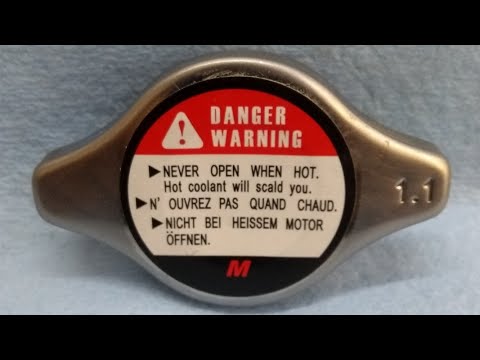 DANGER
WARNING
▶NEVER OPEN WHEN HOT.
Hot coolant will scald you.
▶N' OUVREZ PAS QUAND CHAUD.
▶NICHT BEI HEISSEM MOTOR
ÖFFNEN.
M
1.1